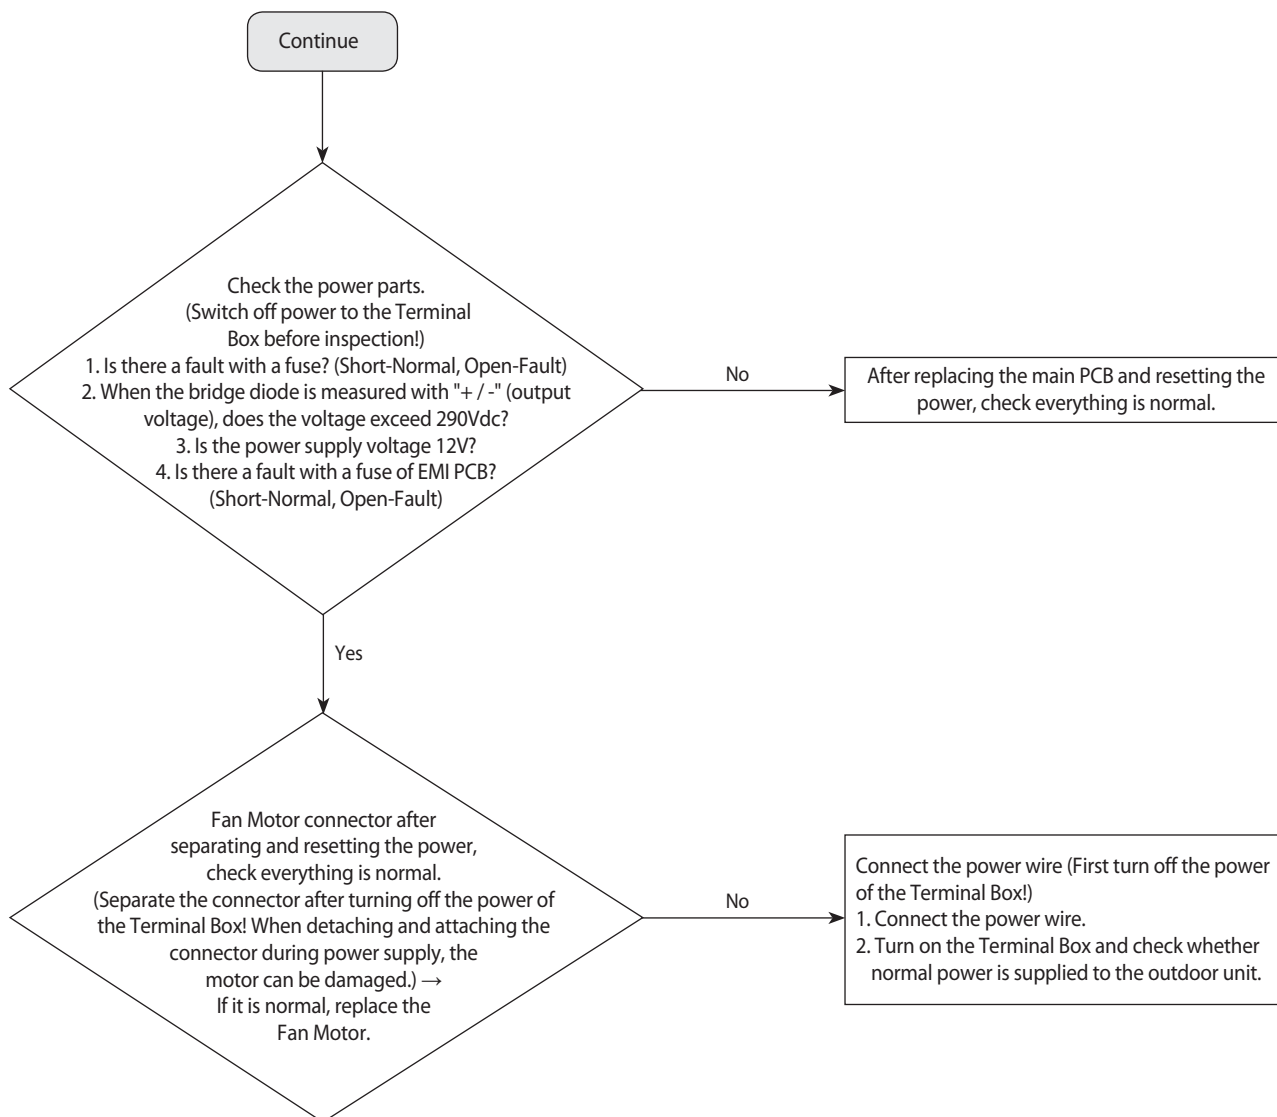 Continue
Check the power parts.
(Switch off power to the Terminal
Box before inspection!)
1. Is there a fault with a fuse? (Short-Normal, Open-Fault)
2. When the bridge diode is measured with "+ / -" (output
voltage), does the voltage exceed 290Vdc?
3. Is the power supply voltage 12V?
4. Is there a fault with a fuse of EMI PCB?
(Short-Normal, Open-Fault)
No
After replacing the main PCB and resetting the
power, check everything is normal.
Yes
Fan Motor connector after
separating and resetting the power,
check everything is normal.
(Separate the connector after turning off the power of
the Terminal Box! When detaching and attaching the
connector during power supply, the
motor can be damaged.) →
If it is normal, replace the
Fan Motor.
No
Connect the power wire (First turn off the power
of the Terminal Box!)
1. Connect the power wire.
2. Turn on the Terminal Box and check whether
normal power is supplied to the outdoor unit.